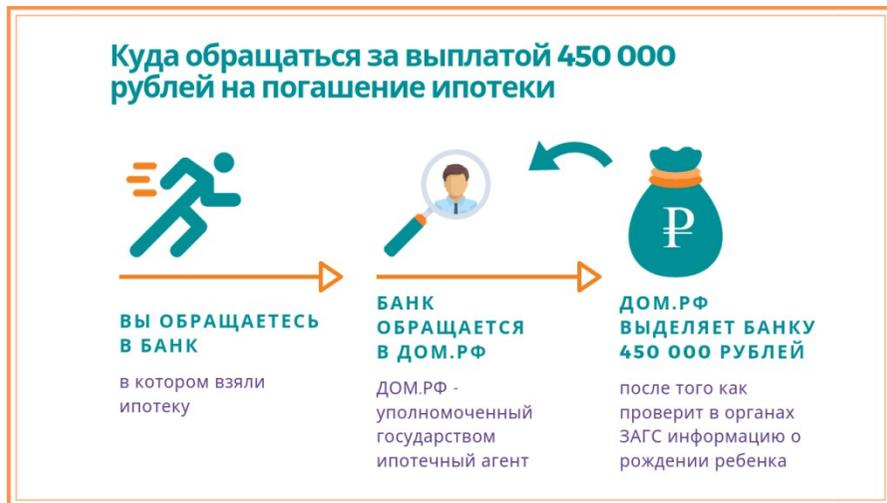 Куда обращаться за выплатой 450 000
рублей на погашение ипотеки
₽
ВЫ ОБРАЩАЕТЕСЬ
В БАНК
в котором взяли
ипотеку
БАНК
ОБРАЩАЕТСЯ
В ДОМ.РФ
ДОМ.РФ -
уполномоченный
государством
ипотечный агент
ДОМ.РФ
ВЫДЕЛЯЕТ БАНКУ
450 000 РУБЛЕЙ
после того как
проверит в органах
ЗАГС информацию о
рождении ребенка